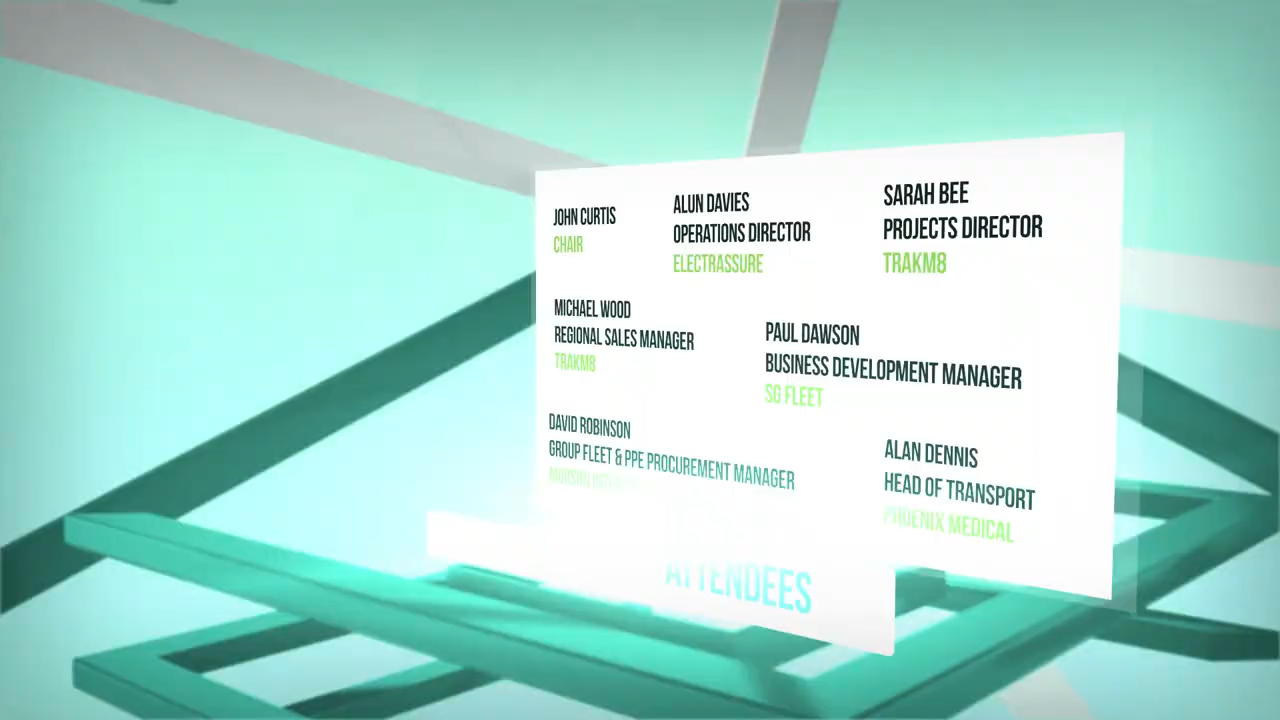 JOHN CURTIS
CHAIR
ALUN DAVIES
OPERATIONS DIRECTOR
ELECTRASSURE
SARAH BEE
PROJECTS DIRECTOR
TRAKM8
MICHAEL WOOD
REGIONAL SALES MANAGER
TRAKM8
PAUL DAWSON
BUSINESS DEVELOPMENT MANAGER
SG FLEET
DAVID ROBINSON
GROUP FLEET & PPE PROCUREMENT MANAGER
ALAN DENNIS
HEAD OF TRANSPORT
PHOENIX MEDICAL
ATTENDEES